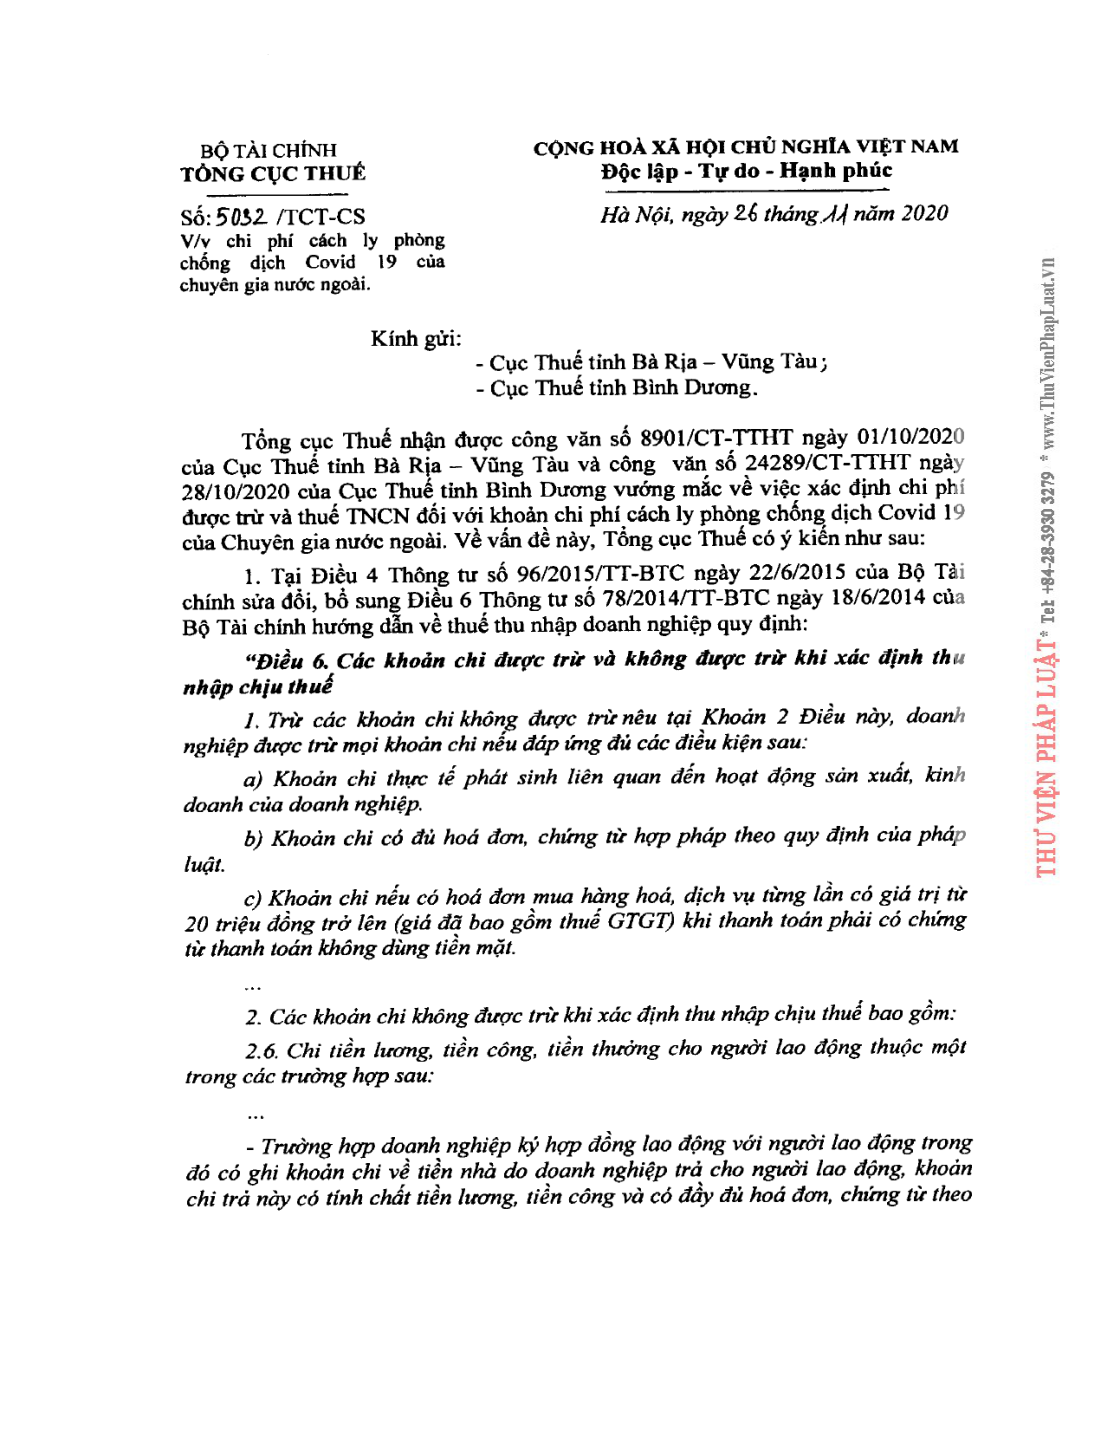 BỘ TÀI CHÍNH
TỔNG CỤC THUẾ
CỘNG HOÀ XÃ HỘI CHỦ NGHĨA VIỆT NAM
Độc lập - Tự do - Hạnh phúc
Số: 5032 /TCT-CS
V/v chi phí cách ly phòng
chống dịch Covid 19 của
chuyên gia nước ngoài.
Hà Nội, ngày 26 tháng 11 năm 2020
Kính gửi:
- Cục Thuế tỉnh Bà Rịa – Vũng Tàu;
- Cục Thuế tỉnh Bình Dương.
Tổng cục Thuế nhận được công văn số 8901/CT-TTHT ngày 01/10/2020
của Cục Thuế tỉnh Bà Rịa – Vũng Tàu và công văn số 24289/CT-TTHT ngày
28/10/2020 của Cục Thuế tỉnh Bình Dương vướng mắc về việc xác định chi phí
được trừ và thuế TNCN đối với khoản chi phí cách ly phòng chống dịch Covid 19
của Chuyên gia nước ngoài. Về vấn đề này, Tổng cục Thuế có ý kiến như sau:
1. Tại Điều 4 Thông tư số 96/2015/TT-BTC ngày 22/6/2015 của Bộ Tài
chính sửa đổi, bổ sung Điều 6 Thông tư số 78/2014/TT-BTC ngày 18/6/2014 của
Bộ Tài chính hướng dẫn về thuế thu nhập doanh nghiệp quy định:
“Điều 6. Các khoản chi được trừ và không được trừ khi xác định thu
nhập chịu thuế
1. Trừ các khoản chi không được trừ nêu tại Khoản 2 Điều này, doanh
nghiệp được trừ mọi khoản chi nếu đáp ứng đủ các điều kiện sau:
a) Khoản chi thực tế phát sinh liên quan đến hoạt động sản xuất, kinh
doanh của doanh nghiệp.
b) Khoản chi có đủ hoá đơn, chứng từ hợp pháp theo quy định của pháp
luật.
c) Khoản chi nếu có hoá đơn mua hàng hoá, dịch vụ từng lần có giá trị từ
20 triệu đồng trở lên (giá đã bao gồm thuế GTGT) khi thanh toán phải có chứng
từ thanh toán không dùng tiền mặt.
...
2. Các khoản chi không được trừ khi xác định thu nhập chịu thuế bao gồm:
2.6. Chi tiền lương, tiền công, tiền thưởng cho người lao động thuộc một
trong các trường hợp sau:
...
- Trường hợp doanh nghiệp ký hợp đồng lao động với người lao động trong
đó có ghi khoản chi về tiền nhà do doanh nghiệp trả cho người lao động, khoản
chi trả này có tính chất tiền lương, tiền công và có đầy đủ hoá đơn, chứng từ theo
THƯ VIỆN PHÁP LUẬT * Tel: +84-28-3930 3279 * www.ThuVienPhapLuat.vn